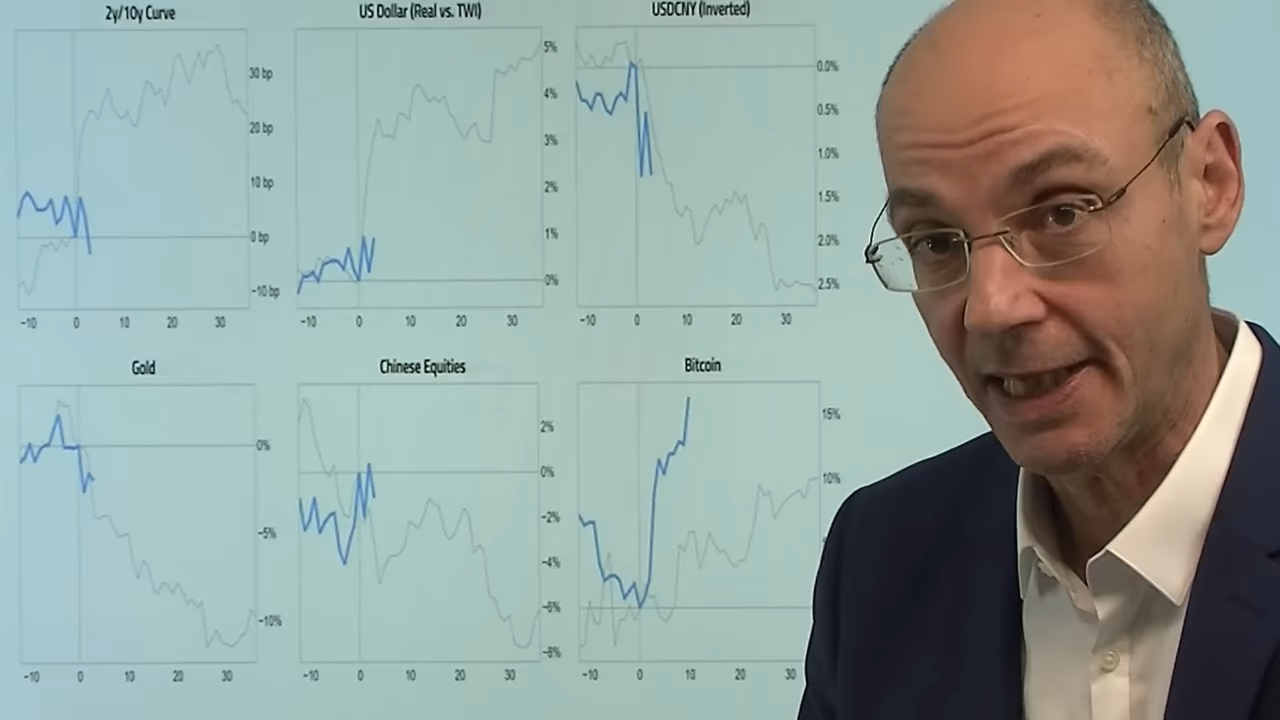 2y/10y Curve
30 bp
20 bp
10 bp
0 bp
-10 bp
-10 0 10 20 30
US Dollar (Real vs. TWI)
5%
4%
3%
2%
1%
0%
-10 0 10 20 30
USDCNY (Inverted)
0.0%
0.5%
1.0%
1.5%
2.0%
2.5%
-10 0 10 20 30
Gold
0%
-5%
-10%
-10 0 10 20 30
Chinese Equities
2%
0%
-2%
-4%
-6%
-8%
-10 0 10 20 30
Bitcoin
15%
10%
-10 0 10 20 30